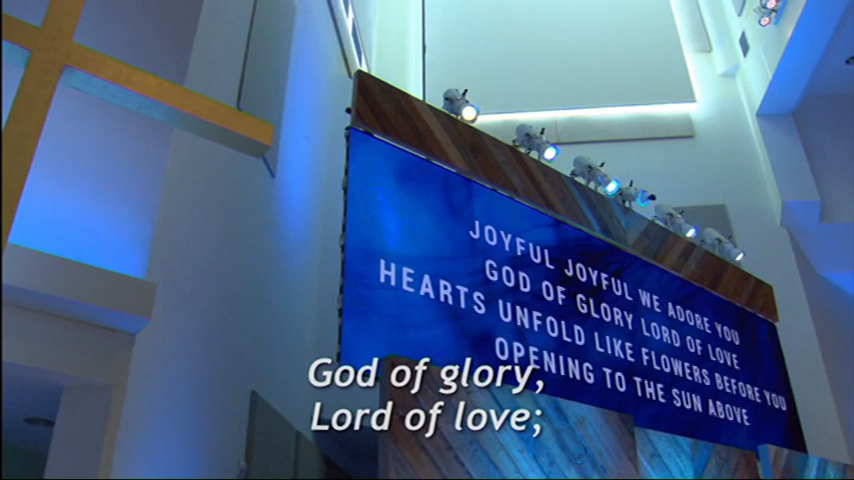 JOYFUL JOYFUL WE ADORE YOU
GOD OF GLORY LORD OF LOVE
HEARTS UNFOLD LIKE FLOWERS BEFORE YOU
OPENING TO THE SUN ABOVE
God of glory,
Lord of love;